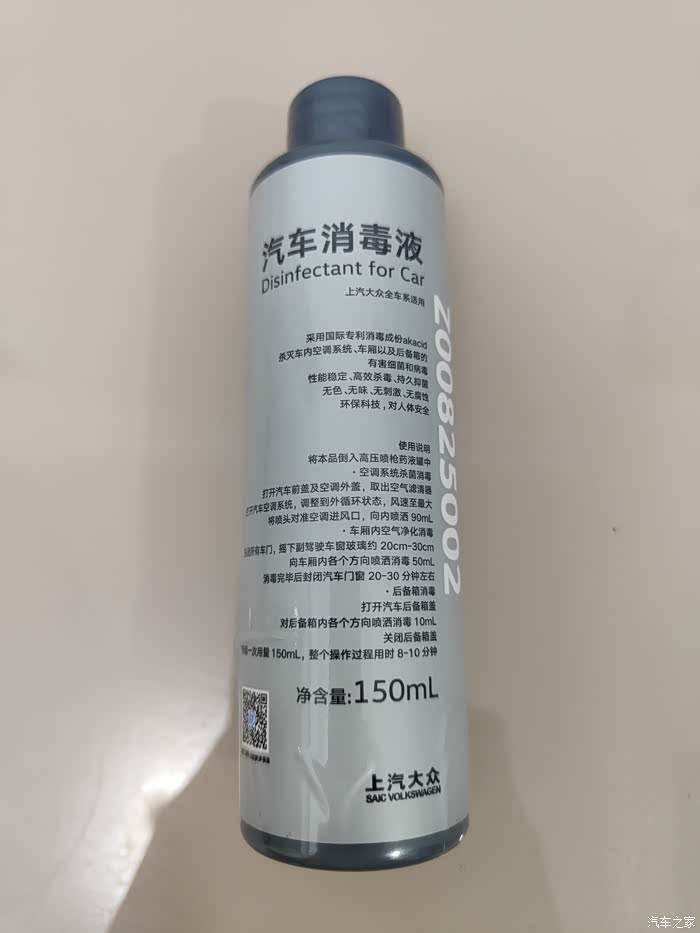 汽车消毒液
Disinfectant for Car
上汽大众全车系适用
采用国际专利消毒成份akacid
杀灭车内空调系统、车厢以及后备箱的
有害细菌和病毒
性能稳定、高效杀毒、持久抑菌
无色、无味、无刺激、无腐性
环保科技，对人体安全
Z00825002
使用说明
将本品倒入高压喷枪药液罐中
·空调系统杀菌消毒
打开汽车前盖及空调外盖，取出空气滤清器
打开汽车空调系统，调整到外循环状态，风速至最大
将喷头对准空调进风口，向内喷洒 90mL
·车厢内空气净化消毒
所有车门，摇下副驾驶车窗玻璃约 20cm-30cm
向车厢内各个方向喷洒消毒 50mL
消毒完毕后封闭汽车门窗 20-30 分钟左右
·后备箱消毒
打开汽车后备箱盖
对后备箱内各个方向喷洒消毒 10mL
关闭后备箱盖
一次用量 150mL，整个操作过程用时 8-10 分钟
净含量:150mL
上汽大众
SAIC VOLKSWAGEN
汽车之家